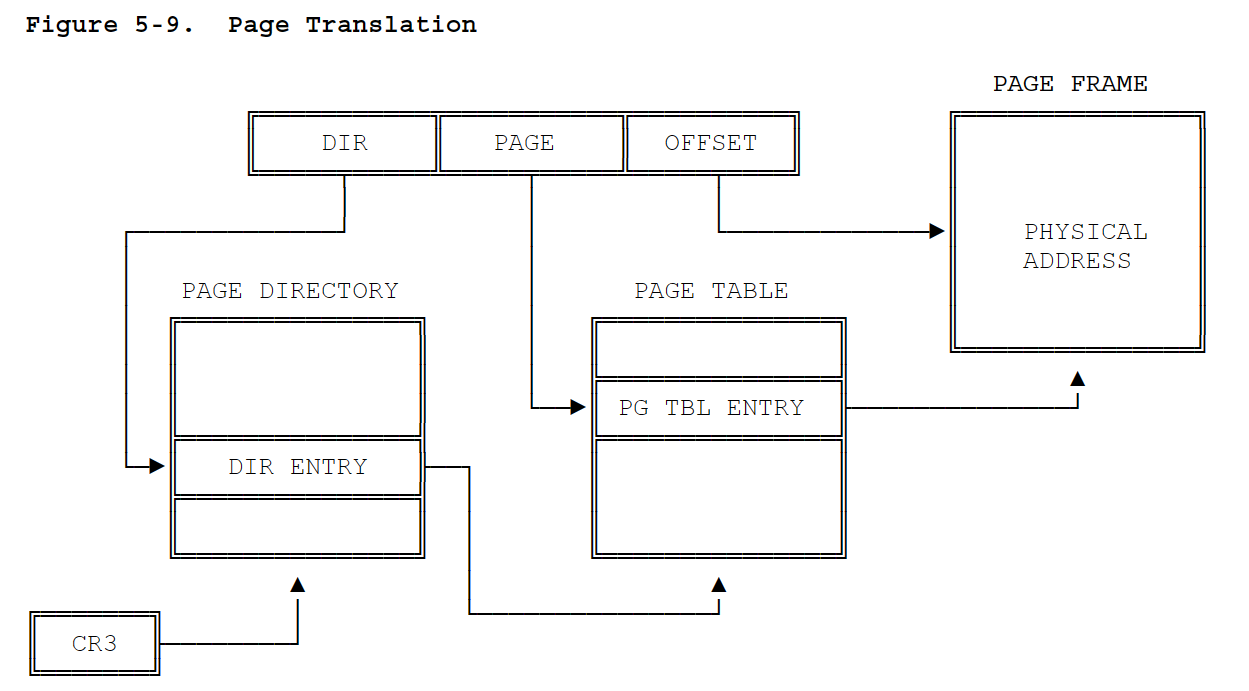 Figure 5-9.  Page Translation
PAGE FRAME
DIR PAGE OFFSET
PHYSICAL
ADDRESS
PAGE DIRECTORY PAGE TABLE
PG TBL ENTRY
DIR ENTRY
CR3